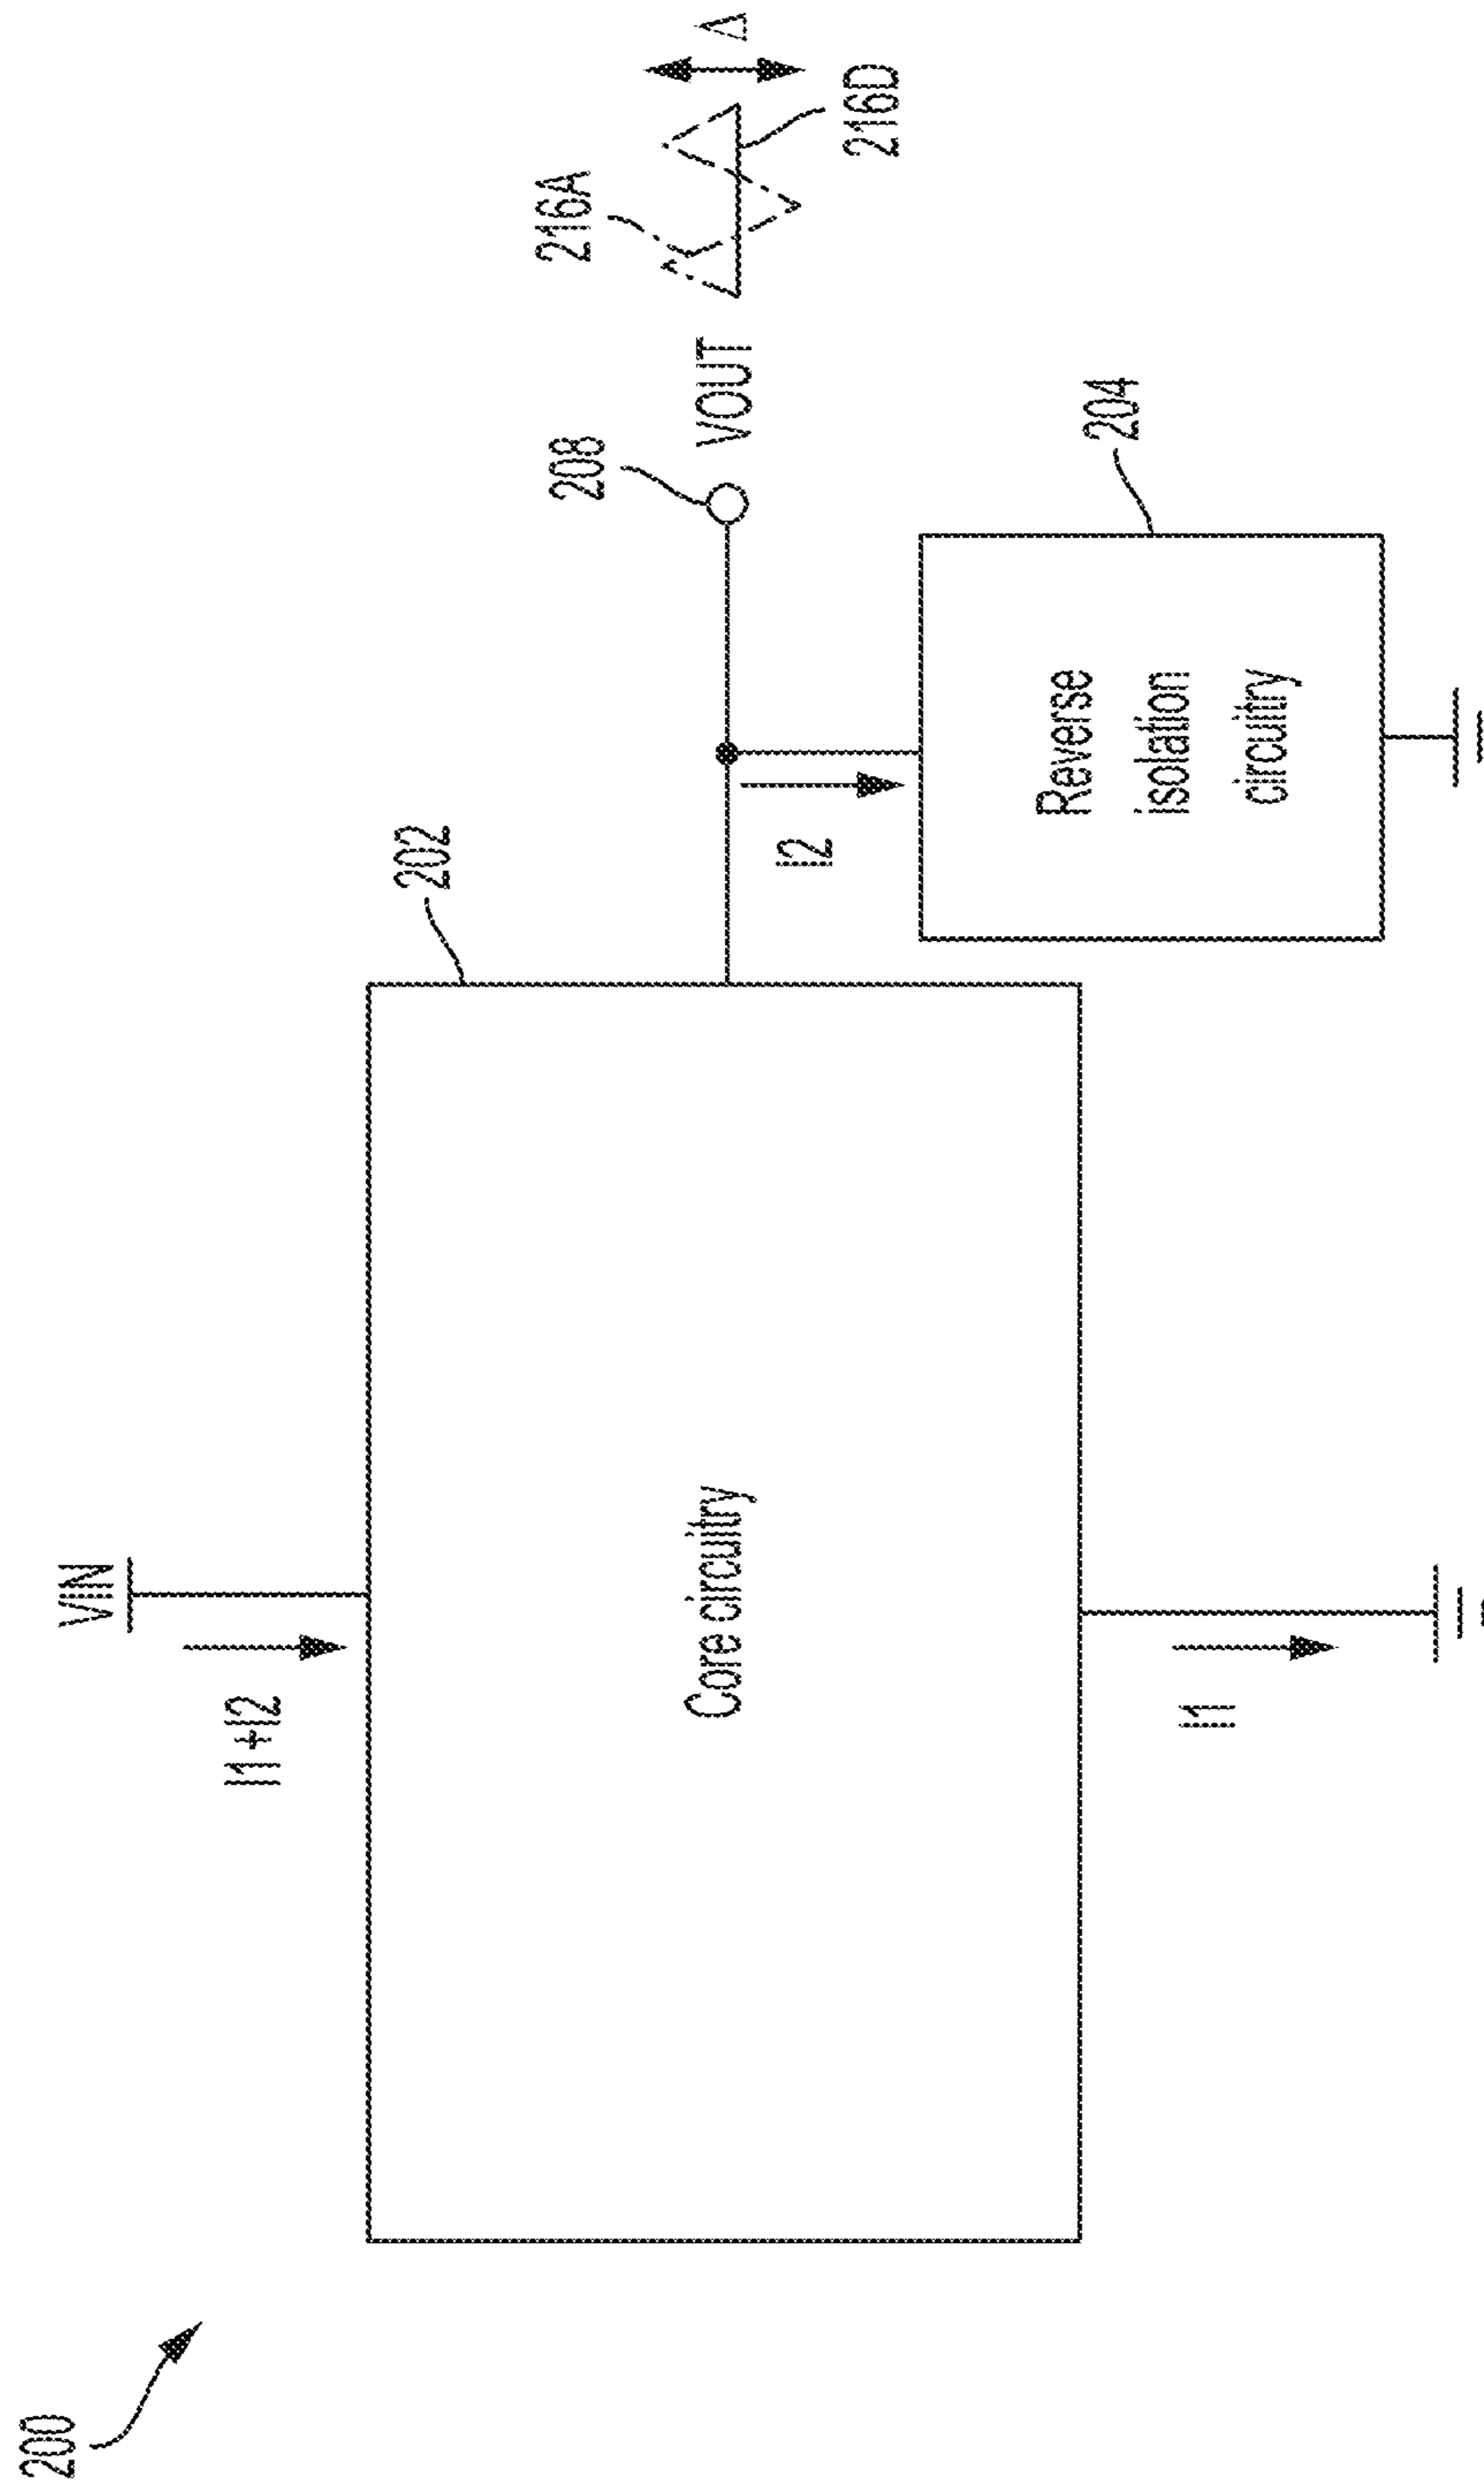 200
VIN
I1+I2
Core circuitry
202
I1
I2
208
VOUT
216A
216D
Δ
204
Reverse
isolation
circuitry